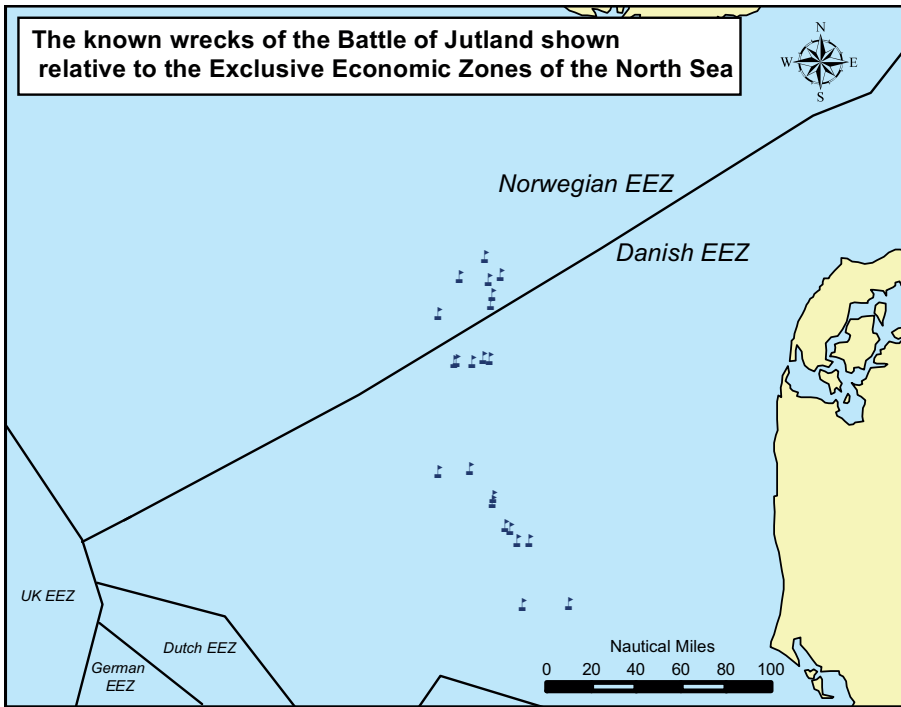 The known wrecks of the Battle of Jutland shown
relative to the Exclusive Economic Zones of the North Sea
N
W E
S
Norwegian EEZ
Danish EEZ
UK EEZ
Dutch EEZ
German
EEZ
Nautical Miles
0 20 40 60 80 100